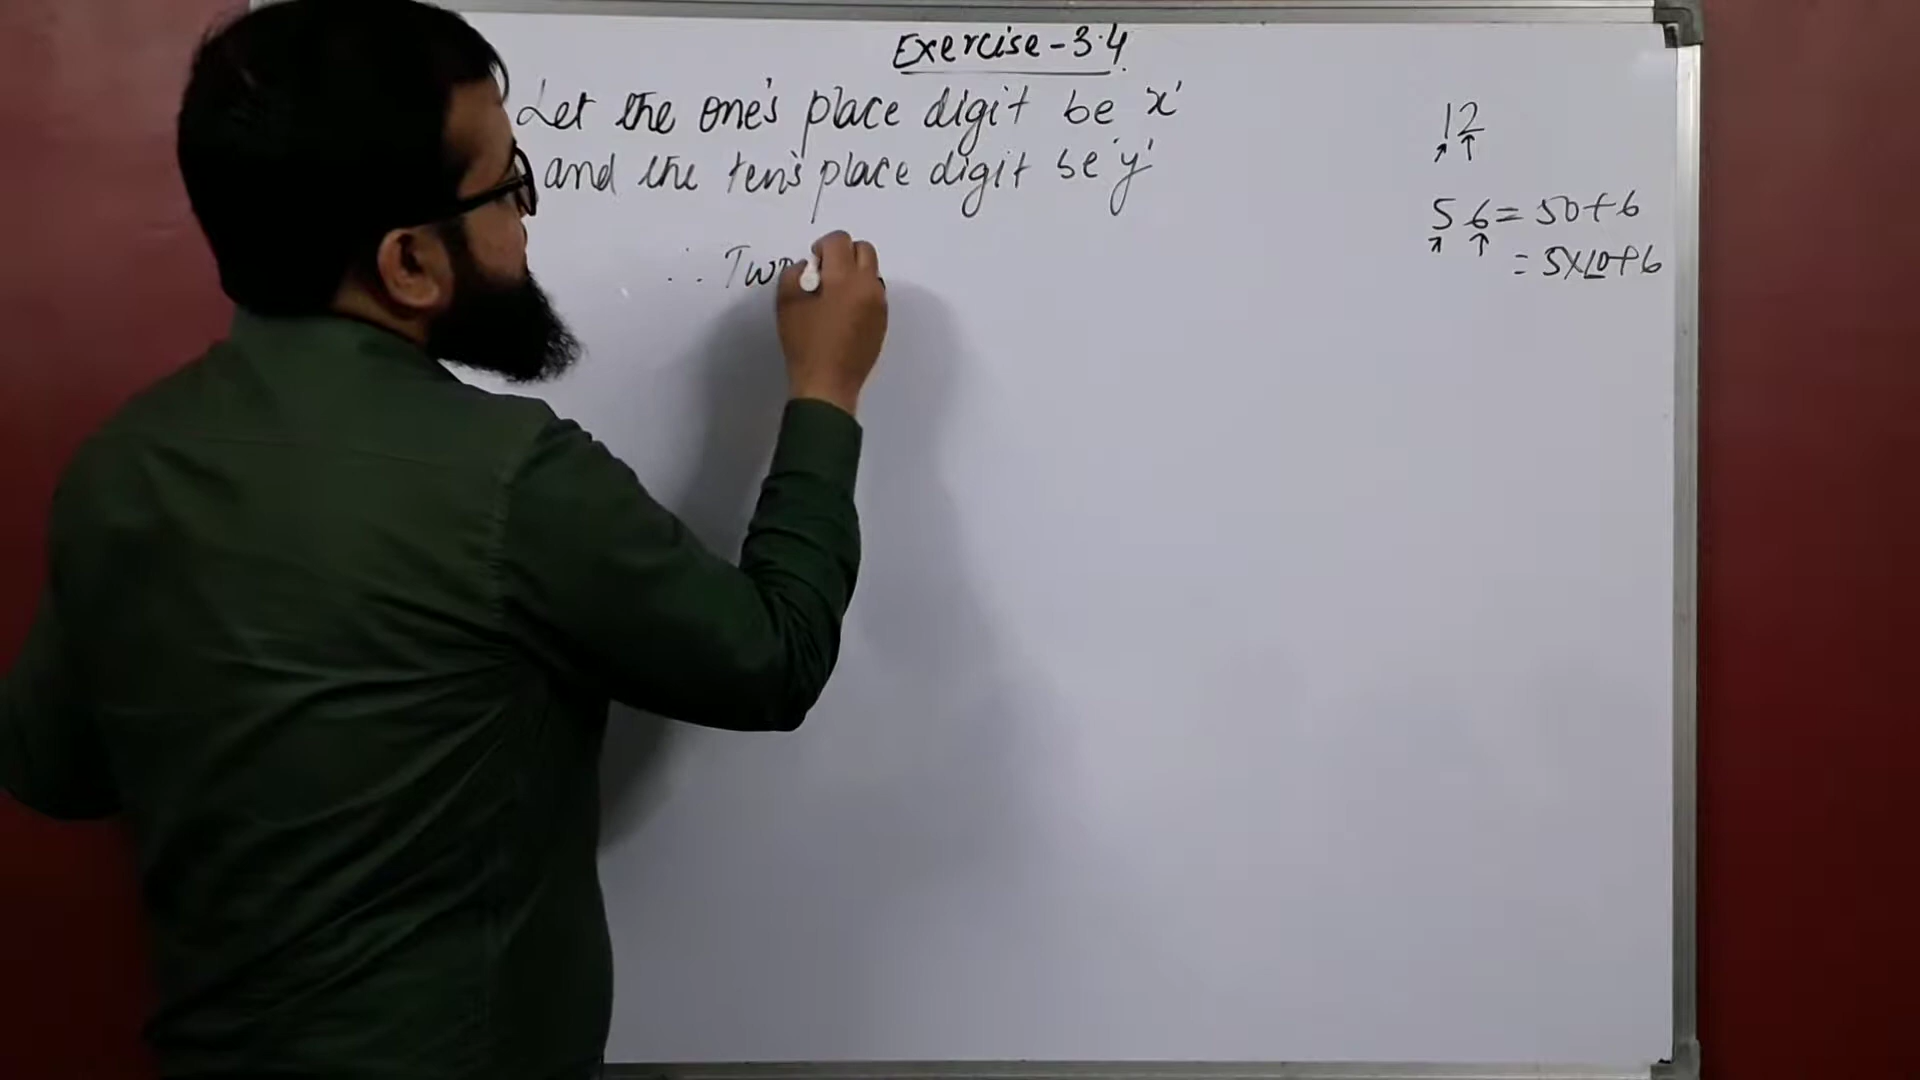 Exercise-3.4
Let the one's place digit be 'x'
and the ten's place digit be 'y'
∴ Two
12
56=50+6
=5×10+6